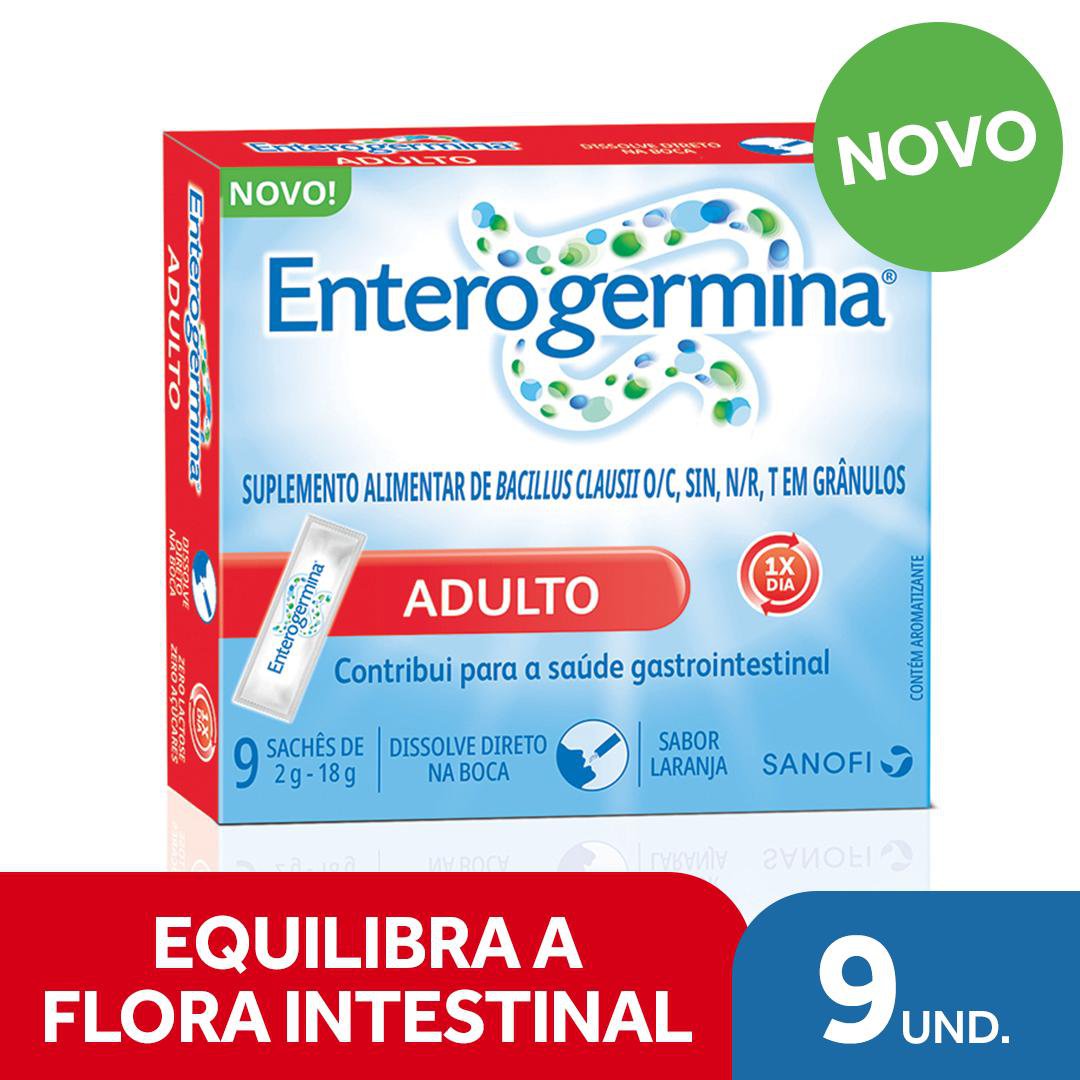 NOVO
Enterogermina
ADULTO
DISSOLVE DIRETO
NA BOCA
NOVO!
Enterogermina®
SUPLEMENTO ALIMENTAR DE BACILLUS CLAUSII O/C, SIN, N/R, T EM GRÂNULOS
Enterogermina
ADULTO
1X
DIA
Contribui para a saúde gastrointestinal
CONTÉM AROMATIZANTE
9 SACHÊS DE
2 g - 18 g
DISSOLVE DIRETO
NA BOCA
SABOR
LARANJA
SANOFI
Enterogermina
ADULTO
DISSOLVE
DIRETO
NA BOCA
1X
DIA
ZERO LACTOSE
ZERO AÇÚCARES
EQUILIBRA A
FLORA INTESTINAL
9 UND.